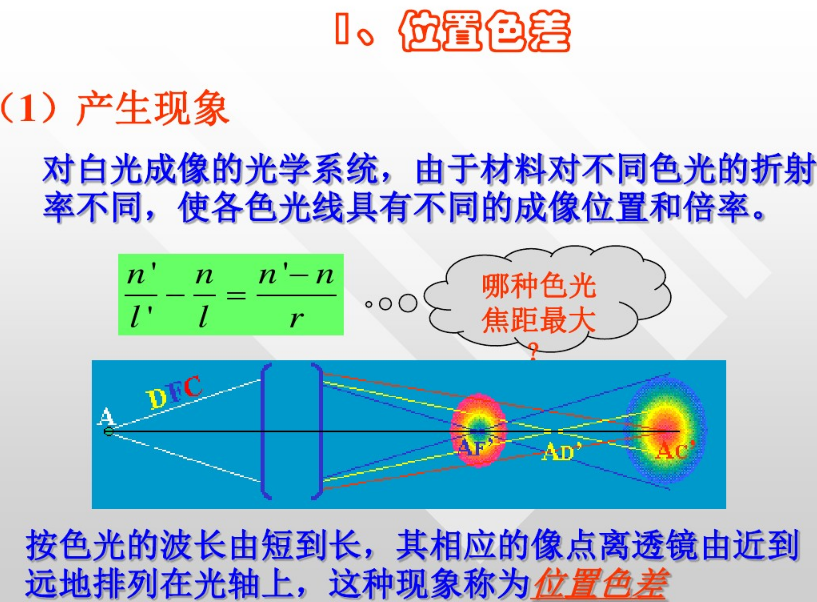 1、位置色差
（1）产生现象
对白光成像的光学系统，由于材料对不同色光的折射
率不同，使各色光线具有不同的成像位置和倍率。
n'/l' − n/l = (n'−n)/r
哪种色光
焦距最大
?
DFC
A
AF' AD' AC'
按色光的波长由短到长，其相应的像点离透镜由近到
远地排列在光轴上，这种现象称为位置色差